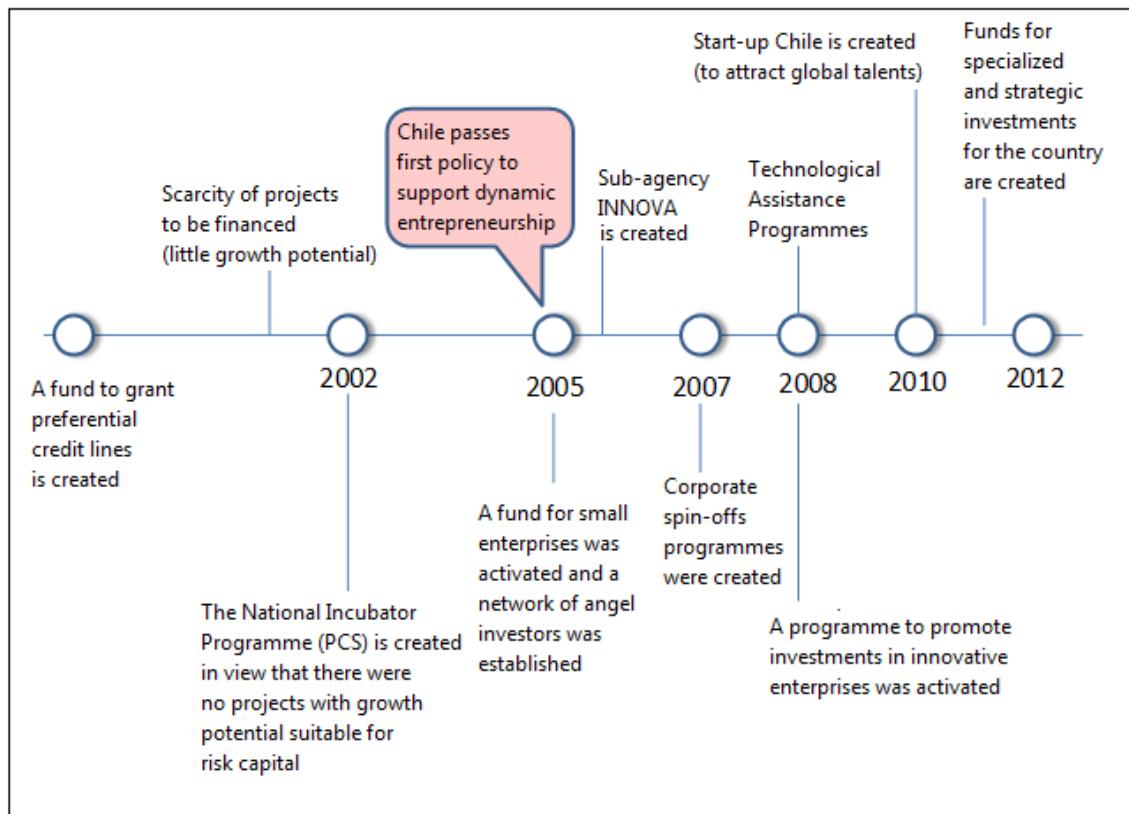 Start-up Chile is created
(to attract global talents)
Funds for
specialized
and strategic
investments
for the country
are created
Chile passes
first policy to
support dynamic
entrepreneurship
Scarcity of projects
to be financed
(little growth potential)
Sub-agency
INNOVA
is created
Technological
Assistance
Programmes
2002
2005
2007
2008
2010
2012
A fund to grant
preferential
credit lines
is created
The National Incubator
Programme (PCS) is created
in view that there were
no projects with growth
potential suitable for
risk capital
A fund for small
enterprises was
activated and a
network of angel
investors was
established
Corporate
spin-offs
programmes
were created
A programme to promote
investments in innovative
enterprises was activated